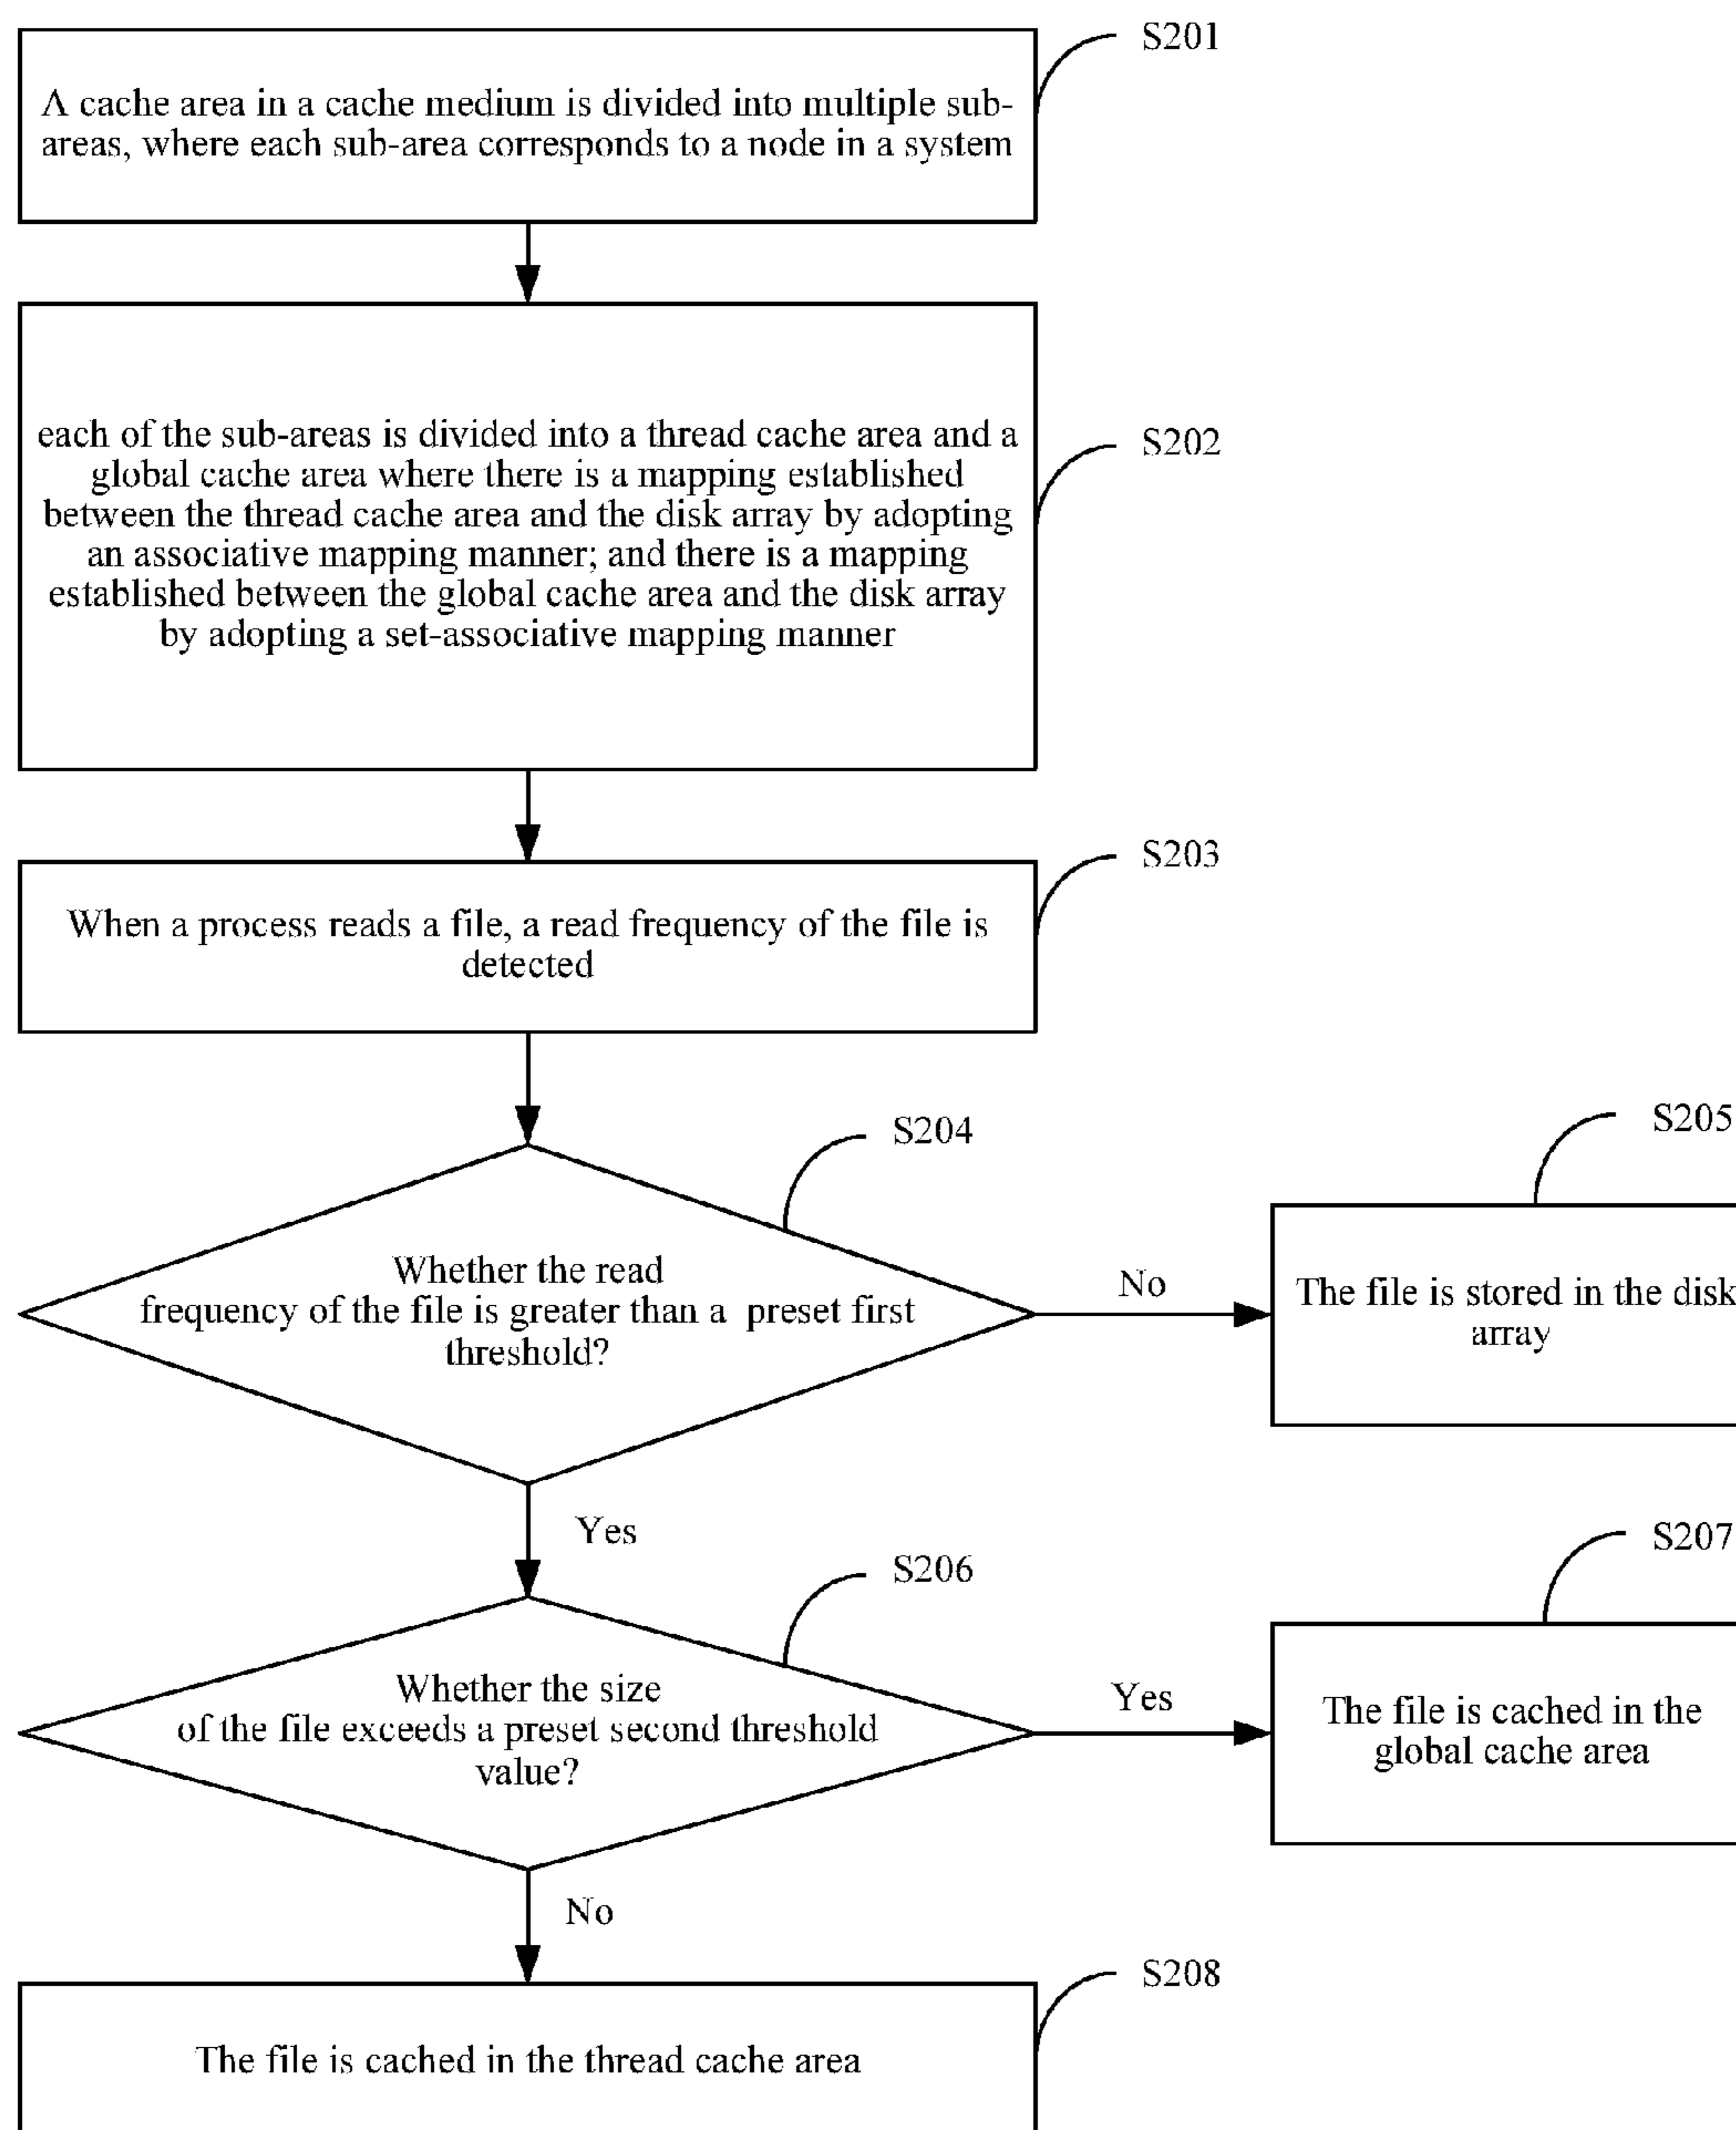 S201
A cache area in a cache medium is divided into multiple sub-
areas, where each sub-area corresponds to a node in a system
each of the sub-areas is divided into a thread cache area and a
global cache area where there is a mapping established
between the thread cache area and the disk array by adopting
an associative mapping manner; and there is a mapping
established between the global cache area and the disk array
by adopting a set-associative mapping manner
S202
S203
When a process reads a file, a read frequency of the file is
detected
S204
Whether the read
frequency of the file is greater than a preset first
threshold?
No
S205
The file is stored in the disk
array
Yes
S206
Whether the size
of the file exceeds a preset second threshold
value?
Yes
S207
The file is cached in the
global cache area
No
S208
The file is cached in the thread cache area